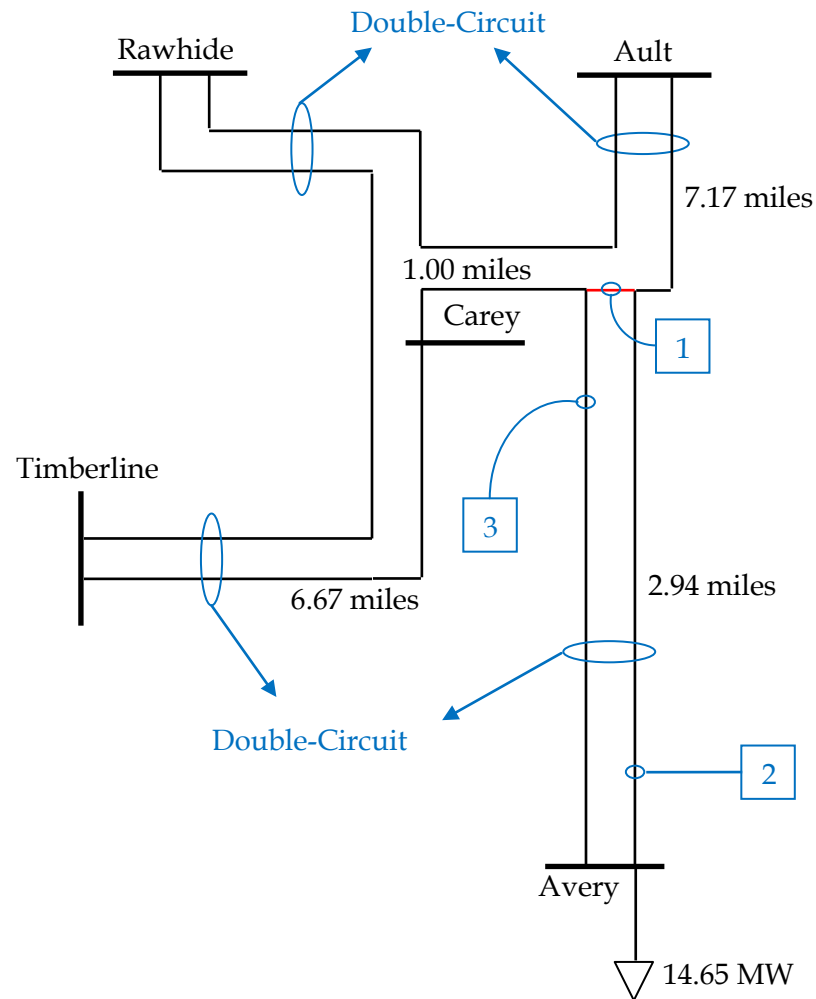 Double-Circuit
Rawhide
Ault
7.17 miles
1.00 miles
Carey
1
Timberline
3
6.67 miles
2.94 miles
Double-Circuit
2
Avery
14.65 MW